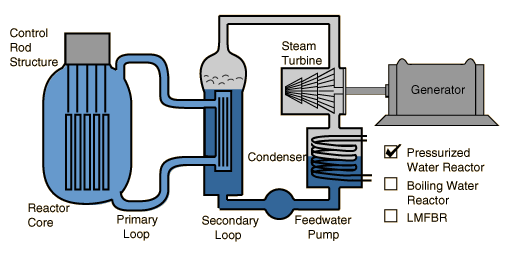 Control
Rod
Structure
Steam
Turbine
Generator
Condenser
Pressurized
Water Reactor
Boiling Water
Reactor
LMFBR
Reactor
Core
Primary
Loop
Secondary
Loop
Feedwater
Pump